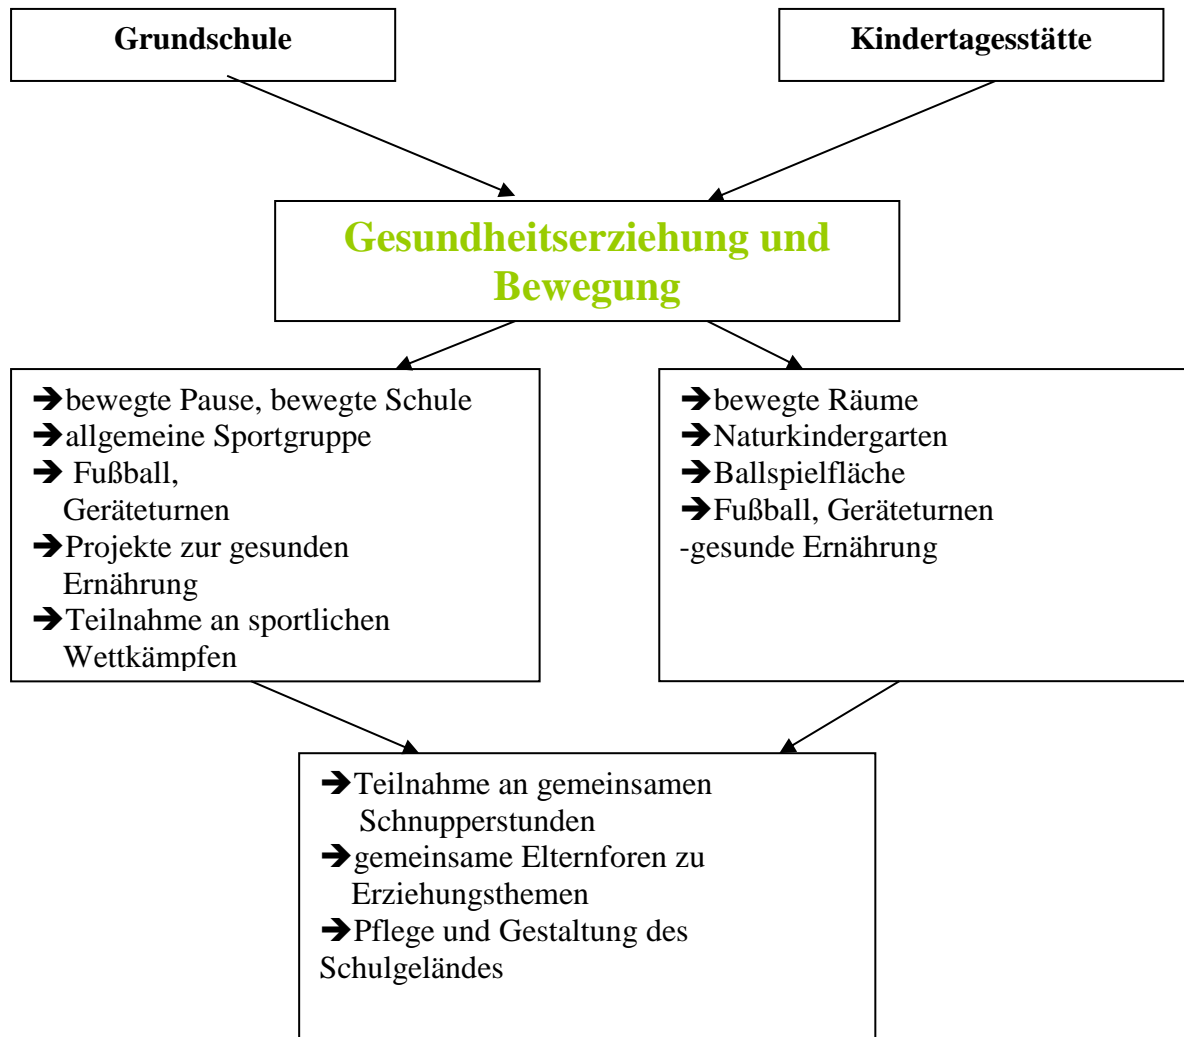 Grundschule
Kindertagesstätte
Gesundheitserziehung und
Bewegung
➔bewegte Pause, bewegte Schule
➔allgemeine Sportgruppe
➔ Fußball,
Geräteturnen
➔Projekte zur gesunden
Ernährung
➔Teilnahme an sportlichen
Wettkämpfen
➔bewegte Räume
➔Naturkindergarten
➔Ballspielfläche
➔Fußball, Geräteturnen
-gesunde Ernährung
➔Teilnahme an gemeinsamen
Schnupperstunden
➔gemeinsame Elternforen zu
Erziehungsthemen
➔Pflege und Gestaltung des
Schulgeländes